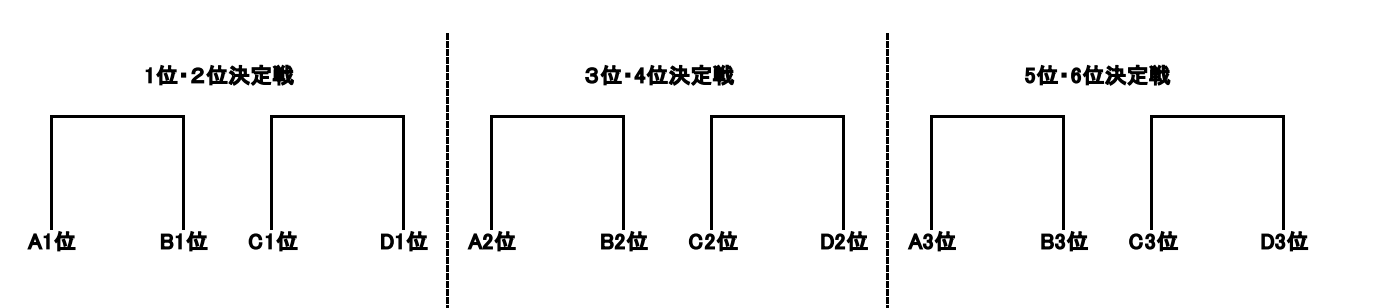 1位・２位決定戦
３位・4位決定戦
5位・6位決定戦
A1位 B1位 C1位 D1位 A2位 B2位 C2位 D2位 A3位 B3位 C3位 D3位